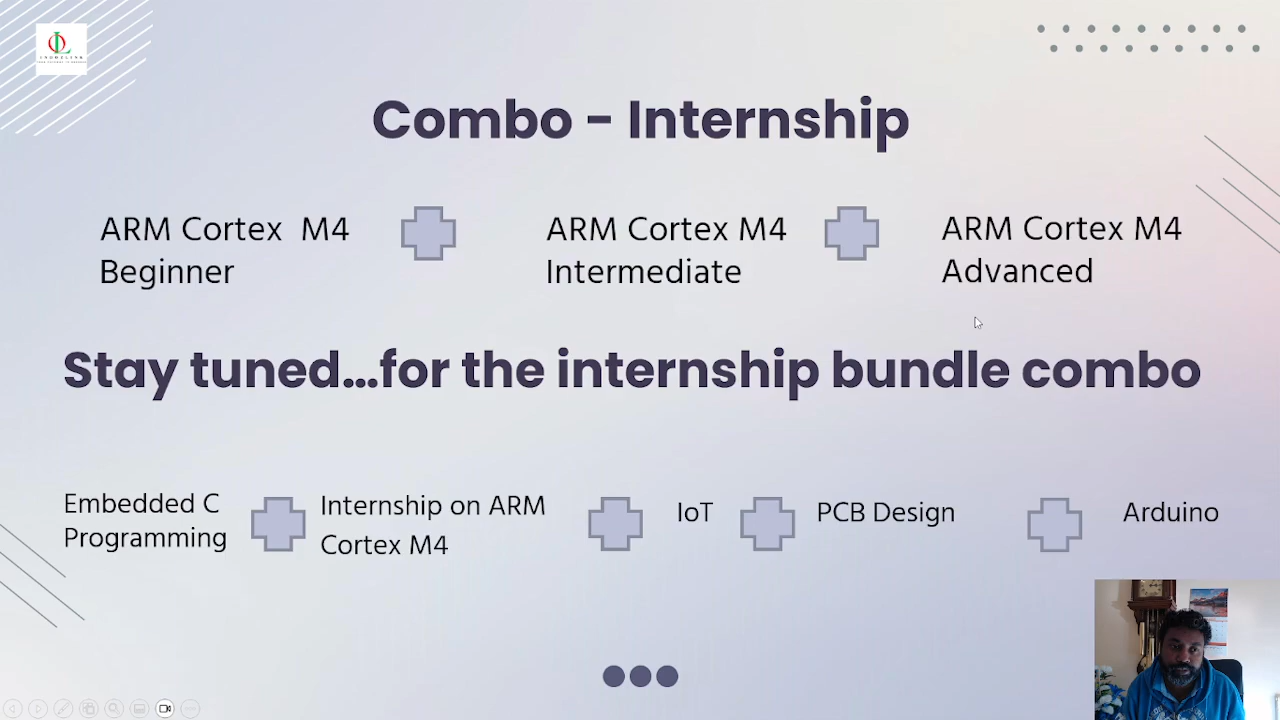 INDOELINK
Combo - Internship
ARM Cortex M4
Beginner
ARM Cortex M4
Intermediate
ARM Cortex M4
Advanced
Stay tuned...for the internship bundle combo
Embedded C
Programming
Internship on ARM
Cortex M4
IoT
PCB Design
Arduino